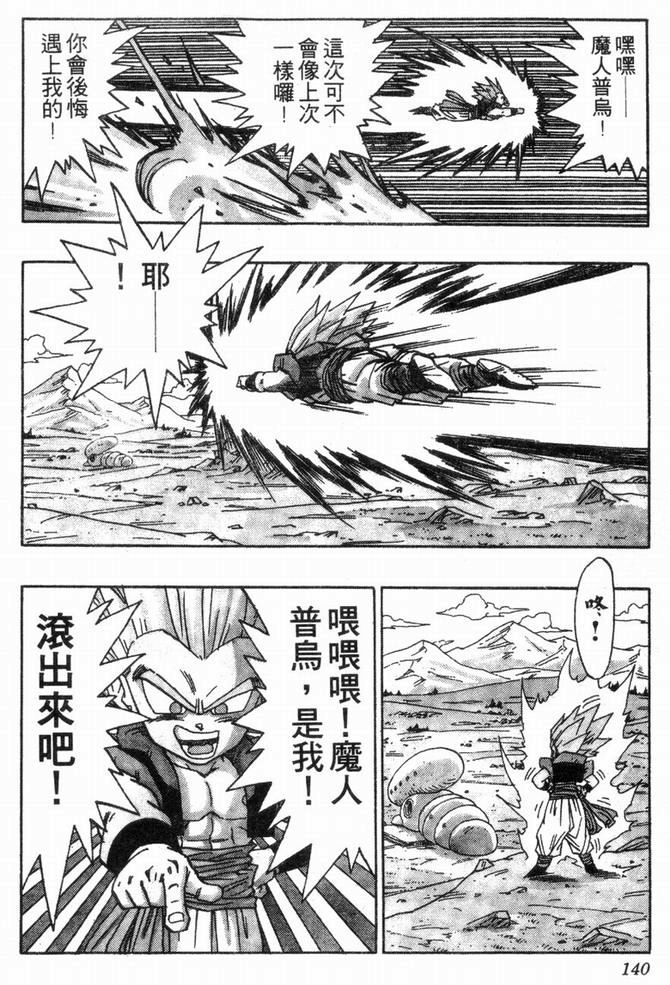 嘿嘿——
魔人普烏！
這次可不
會像上次
一樣囉！
你會後悔
遇上我的！
耶——
！
咚！
喂喂喂！魔人
普烏，是我！
滾出來吧！
140